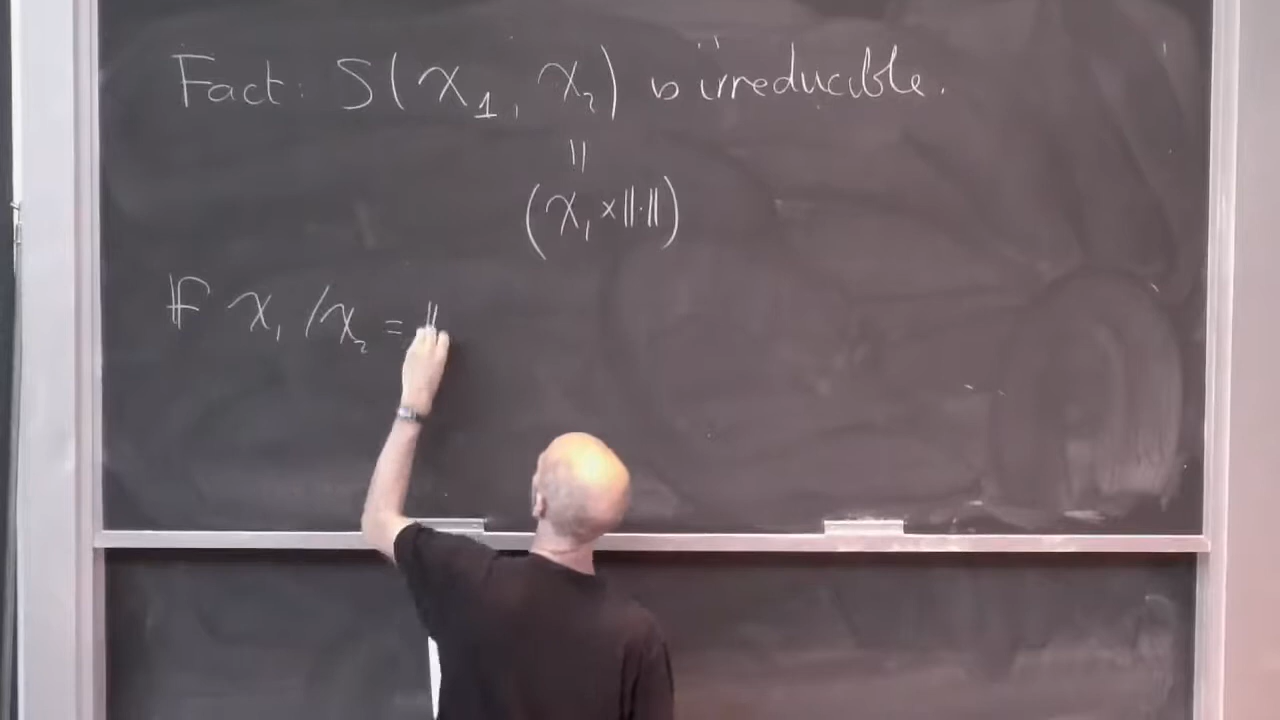 Fact: S(χ₁, χ₂) is irreducible.
||
(χ₁ × ||·||)
If χ₁/χ₂ = ||